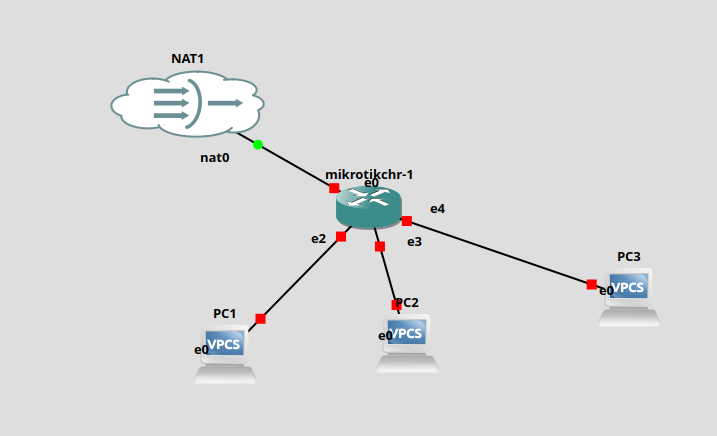 NAT1
nat0
mikrotikchr-1
e0
e4
e2
e3
PC3
e0
VPCS
PC2
PC1
e0
VPCS
e0
VPCS